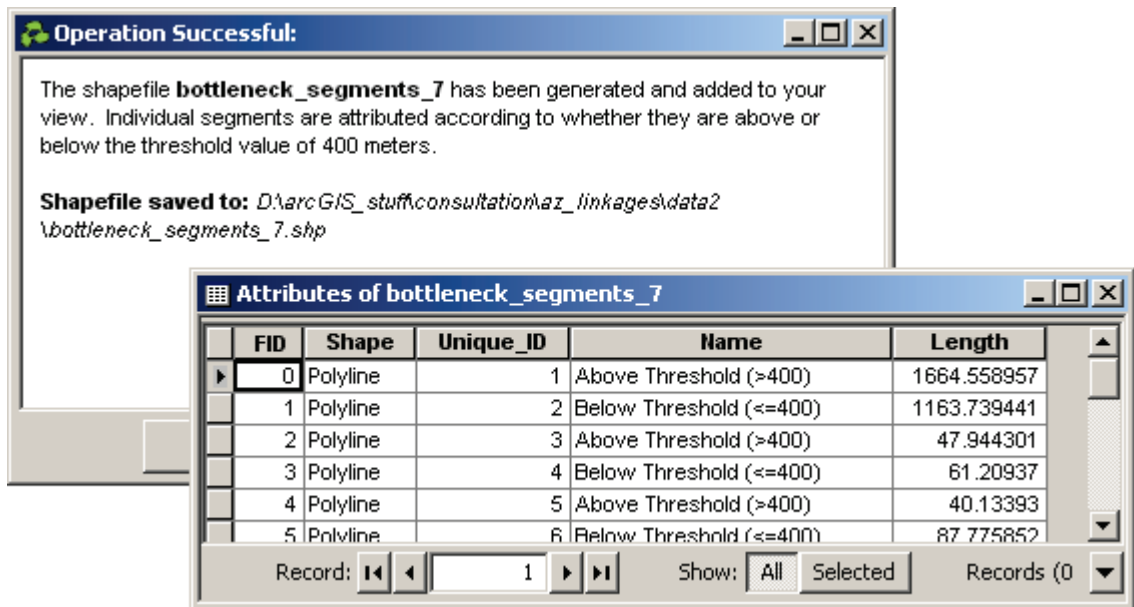 Operation Successful:
The shapefile bottleneck_segments_7 has been generated and added to your
view. Individual segments are attributed according to whether they are above or
below the threshold value of 400 meters.
Shapefile saved to: D:\arcGIS_stuff\consultation\az_linkages\data2
\bottleneck_segments_7.shp
Attributes of bottleneck_segments_7
FID Shape Unique_ID Name Length
0 Polyline 1 Above Threshold (>400) 1664.558957
1 Polyline 2 Below Threshold (<=400) 1163.739441
2 Polyline 3 Above Threshold (>400) 47.944301
3 Polyline 4 Below Threshold (<=400) 61.20937
4 Polyline 5 Above Threshold (>400) 40.13393
5 Polyline 6 Below Threshold (<=400) 87.775852
Record: 1 Show: All Selected Records (0